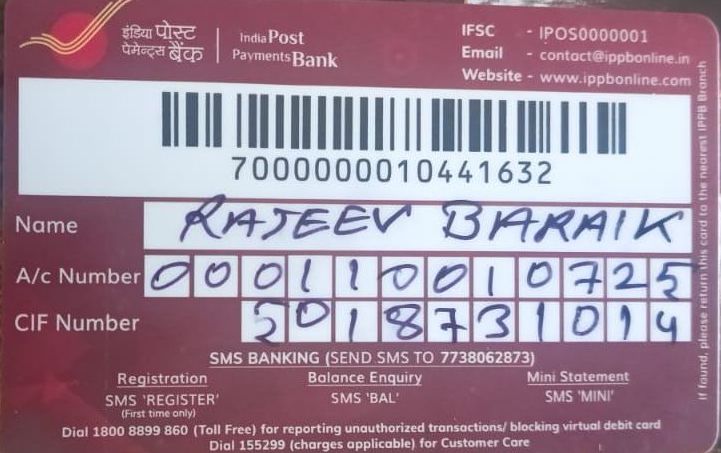 इंडिया पोस्ट
पेमेन्ट्स बैंक
India Post
Payments Bank
IFSC - IPOS0000001
Email - contact@ippbonline.in
Website - www.ippbonline.com
7000000010441632
Name RAJEEV BARAIK
A/c Number 000110010725
CIF Number 5018731014
SMS BANKING (SEND SMS TO 7738062873)
Registration Balance Enquiry Mini Statement
SMS 'REGISTER' SMS 'BAL' SMS 'MINI'
(First time only)
Dial 1800 8899 860 (Toll Free) for reporting unauthorized transactions/ blocking virtual debit card
Dial 155299 (charges applicable) for Customer Care
If found, please return this card to the nearest IPPB Branch